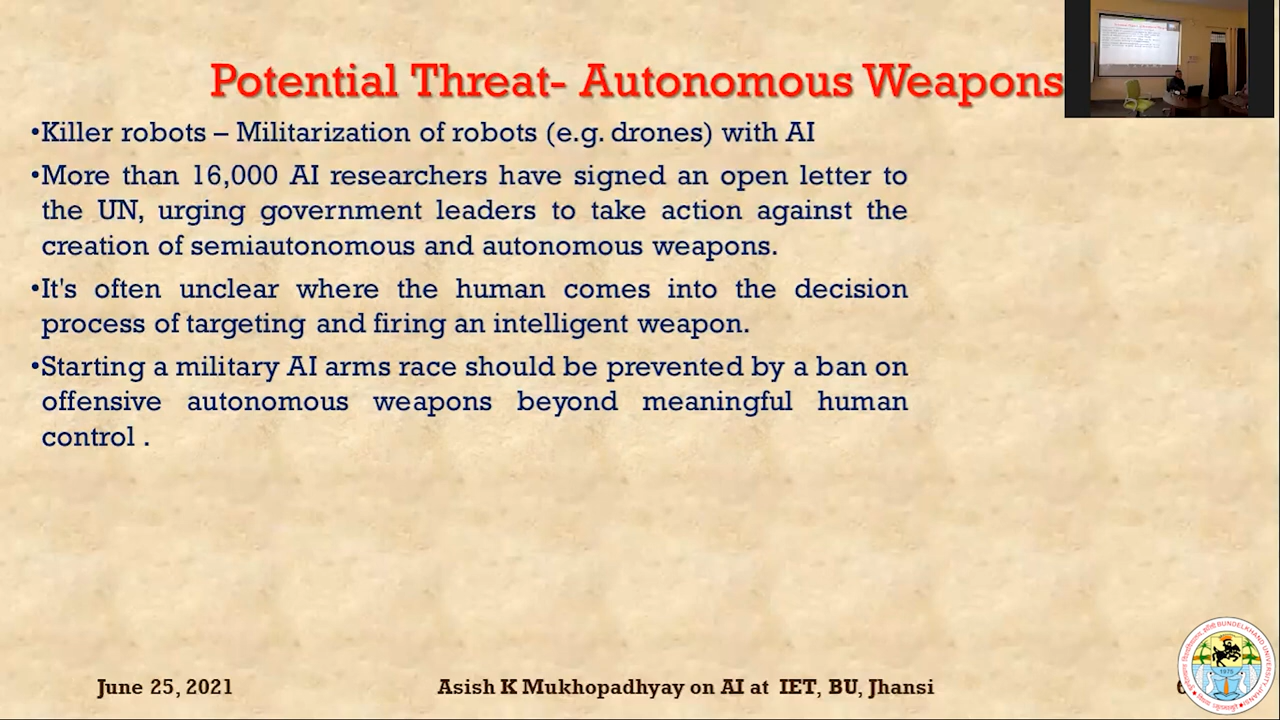 Potential Threat- Autonomous Weapons
•Killer robots – Militarization of robots (e.g. drones) with AI
•More than 16,000 AI researchers have signed an open letter to
the UN, urging government leaders to take action against the
creation of semiautonomous and autonomous weapons.
•It's often unclear where the human comes into the decision
process of targeting and firing an intelligent weapon.
•Starting a military AI arms race should be prevented by a ban on
offensive autonomous weapons beyond meaningful human
control .
June 25, 2021
Asish K Mukhopadhyay on AI at IET, BU, Jhansi
BUNDELKHAND UNIVERSITY JHANSI
1975